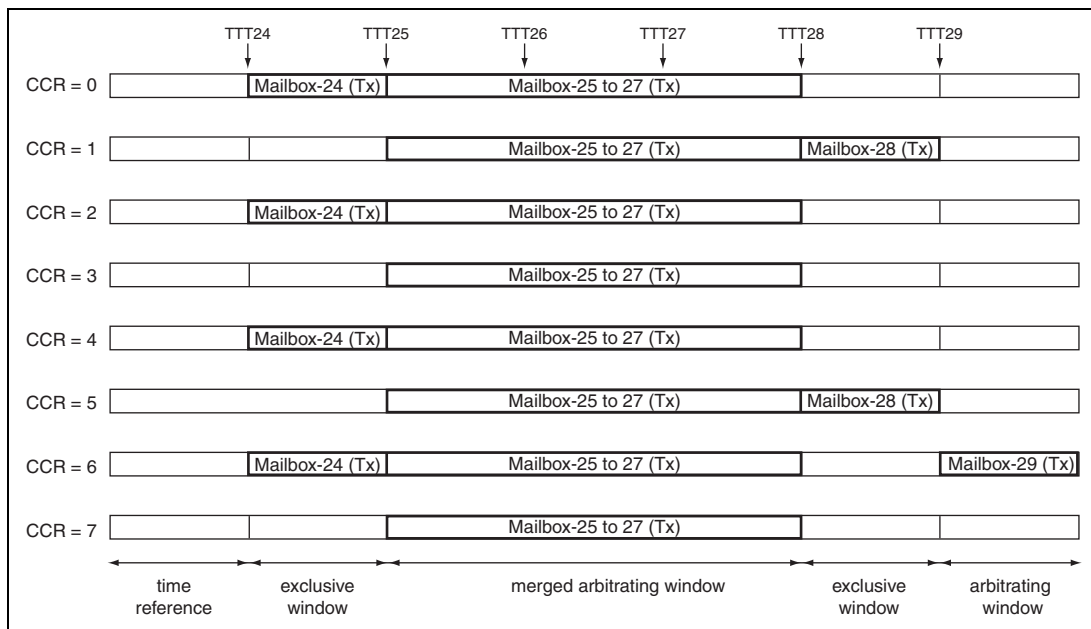 TTT24 TTT25 TTT26 TTT27 TTT28 TTT29
CCR = 0 Mailbox-24 (Tx) Mailbox-25 to 27 (Tx)
CCR = 1 Mailbox-25 to 27 (Tx) Mailbox-28 (Tx)
CCR = 2 Mailbox-24 (Tx) Mailbox-25 to 27 (Tx)
CCR = 3 Mailbox-25 to 27 (Tx)
CCR = 4 Mailbox-24 (Tx) Mailbox-25 to 27 (Tx)
CCR = 5 Mailbox-25 to 27 (Tx) Mailbox-28 (Tx)
CCR = 6 Mailbox-24 (Tx) Mailbox-25 to 27 (Tx) Mailbox-29 (Tx)
CCR = 7 Mailbox-25 to 27 (Tx)
time reference
exclusive window
merged arbitrating window
exclusive window
arbitrating window